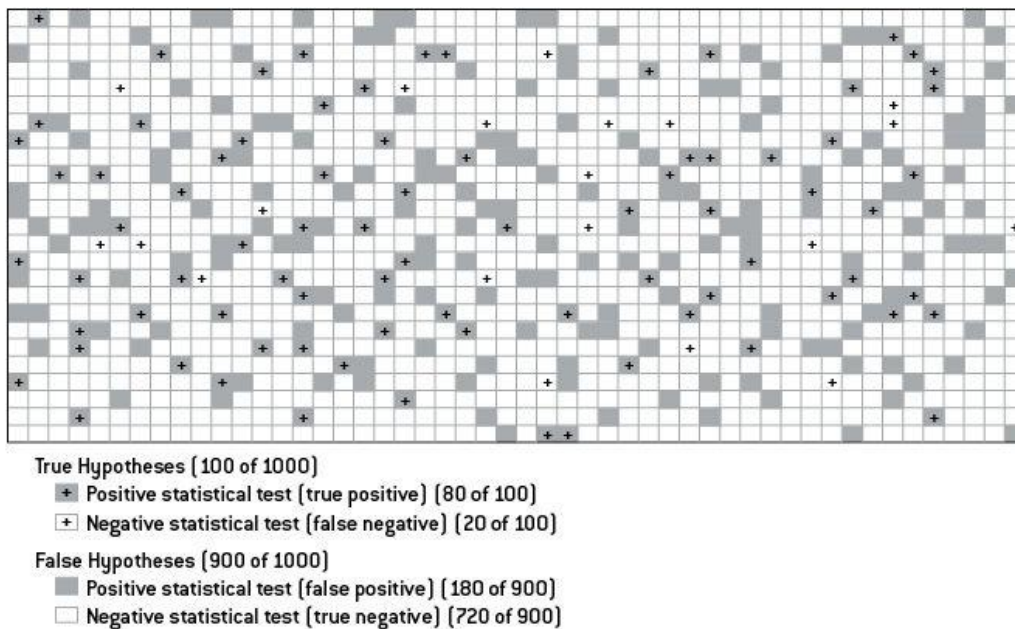 True Hypotheses (100 of 1000)
+ Positive statistical test (true positive) (80 of 100)
+ Negative statistical test (false negative) (20 of 100)
False Hypotheses (900 of 1000)
Positive statistical test (false positive) (180 of 900)
Negative statistical test (true negative) (720 of 900)